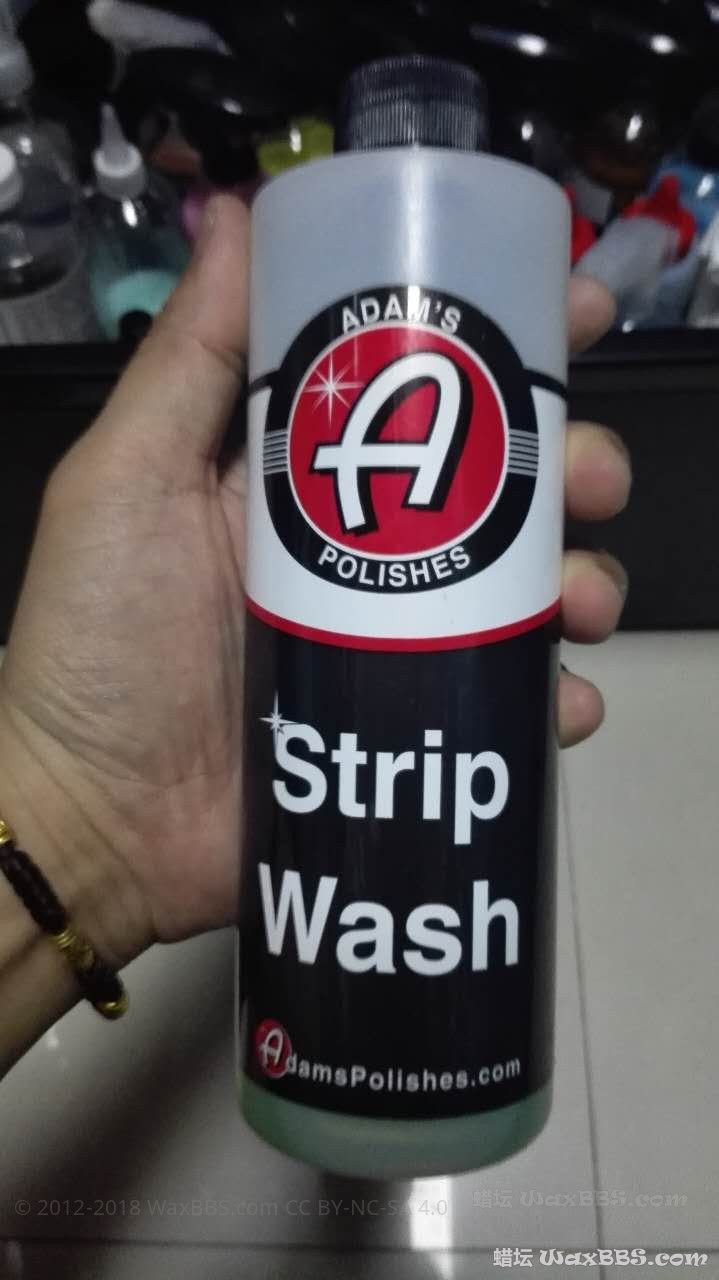 ADAM'S
A
POLISHES
Strip
Wash
AdamsPolishes.com
© 2012-2018 WaxBBS.com CC BY-NC-SA 4.0
蜡坛 WaxBBS.com
蜡坛 WaxBBS.com